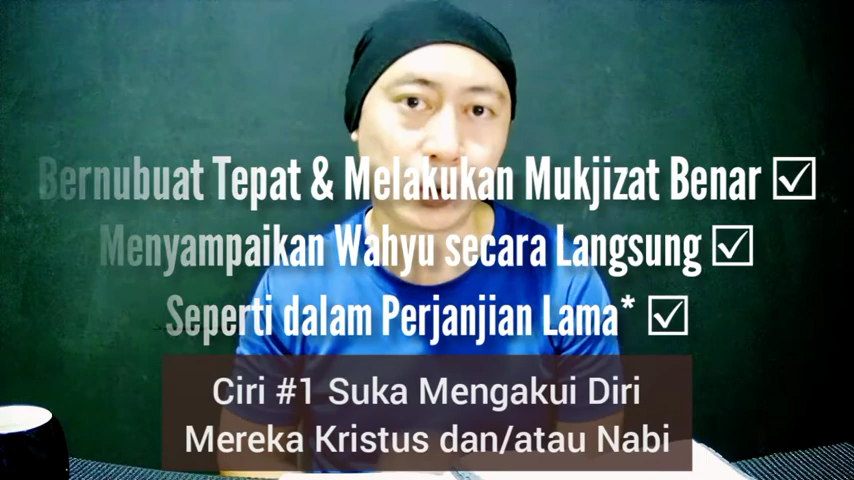 Bernubuat Tepat & Melakukan Mukjizat Benar ☑
Menyampaikan Wahyu secara Langsung ☑
Seperti dalam Perjanjian Lama* ☑
Ciri #1 Suka Mengakui Diri
Mereka Kristus dan/atau Nabi